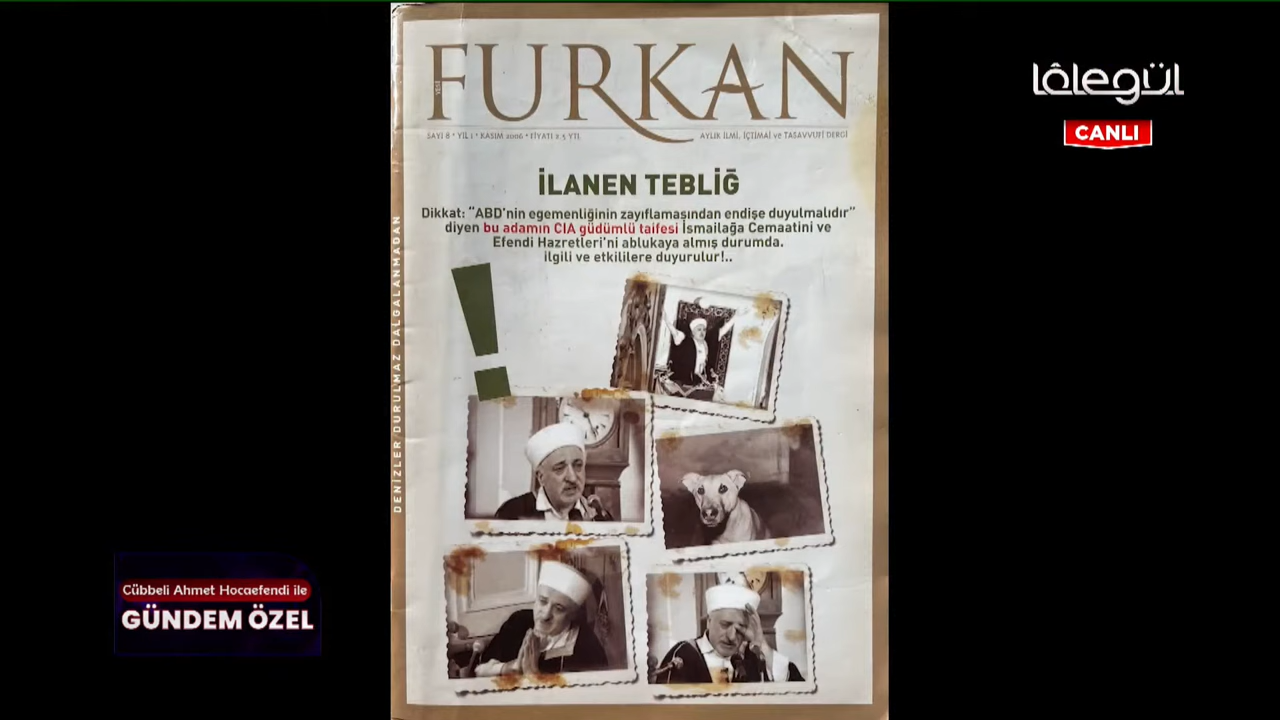 YENİ
FURKAN
SAYI 8 • YIL 1 • KASIM 2006 • FİYATI 2.5 YTL
AYLIK İLMİ, İÇTİMAİ ve TASAVVUFİ DERGİ
İLANEN TEBLİĞ
Dikkat: “ABD'nin egemenliğinin zayıflamasından endişe duyulmalıdır”
diyen bu adamın CIA güdümlü taifesi İsmailağa Cemaatini ve
Efendi Hazretleri'ni ablukaya almış durumda.
ilgili ve etkililere duyurulur!..
!
DENİZLER DURULMAZ DALGALANMADAN
lâlegül
CANLI
Cübbeli Ahmet Hocaefendi ile
GÜNDEM ÖZEL